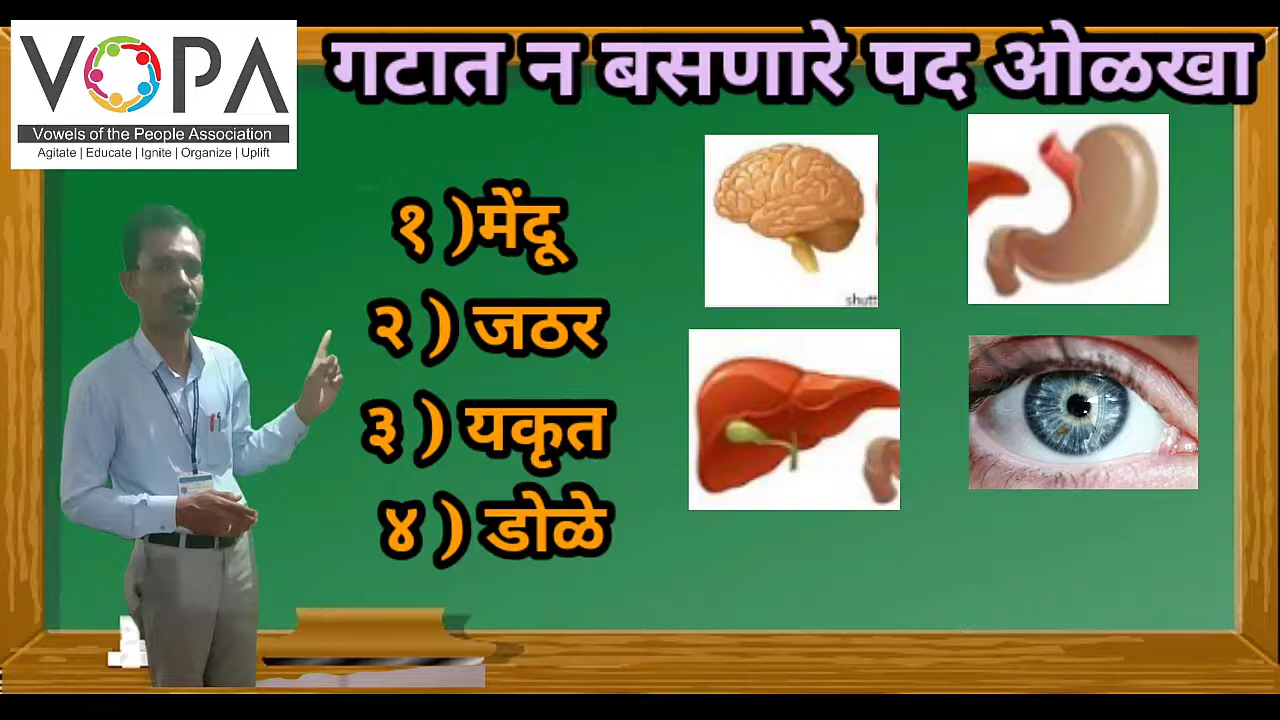 VOPA
Vowels of the People Association
Agitate | Educate | Ignite | Organize | Uplift
गटात न बसणारे पद ओळखा
१ )मेंदू
२ ) जठर
३ ) यकृत
४ ) डोळे
shutt